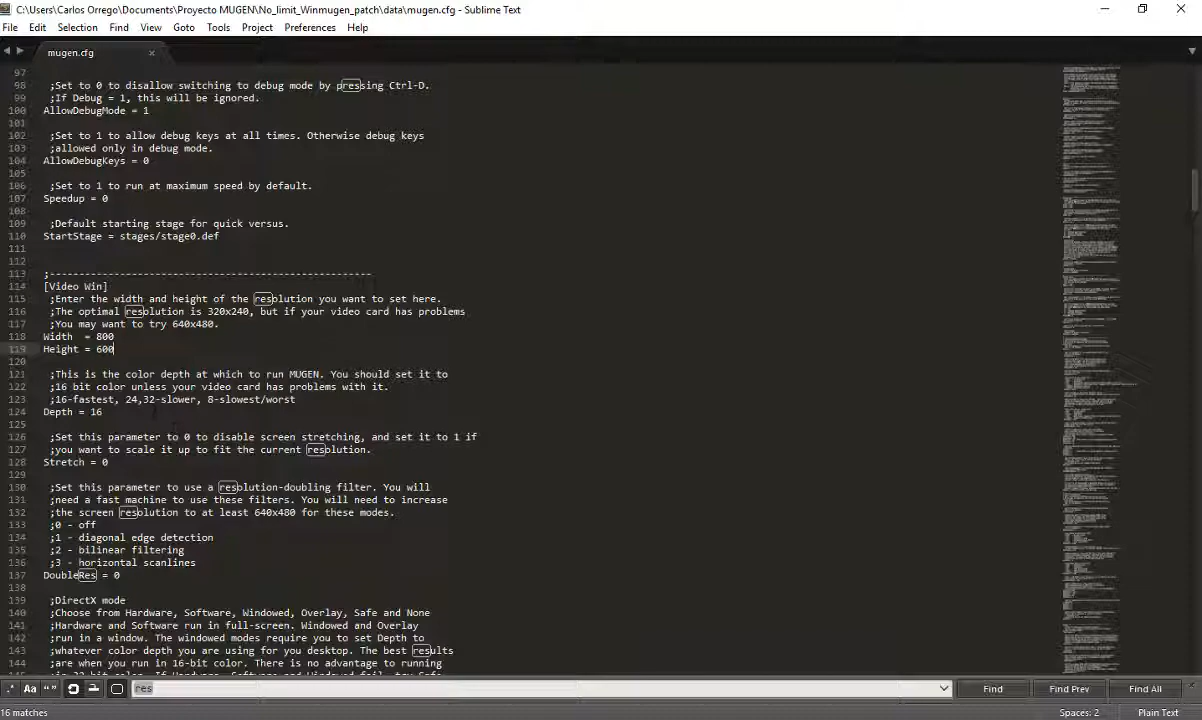 C:\Users\Carlos Orrego\Documents\Proyecto MUGEN\No_limit_Winmugen_patch\data\mugen.cfg - Sublime Text
File Edit Selection Find View Goto Tools Project Preferences Help
mugen.cfg
97
98 ;Set to 0 to disallow switching to debug mode by pressing Ctrl-D.
99 ;If Debug = 1, this will be ignored.
100 AllowDebugMode = 1
101
102 ;Set to 1 to allow debug keys at all times. Otherwise debug keys
103 ;allowed only in debug mode.
104 AllowDebugKeys = 0
105
106 ;Set to 1 to run at maximum speed by default.
107 Speedup = 0
108
109 ;Default starting stage for quick versus.
110 StartStage = stages/stage0.def
111
112
113 ;---------------------------------------------------------
114 [Video Win]
115 ;Enter the width and height of the resolution you want to set here.
116 ;The optimal resolution is 320x240, but if your video card has problems
117 ;You may want to try 640x480.
118 Width = 800
119 Height = 600
120
121 ;This is the color depth at which to run MUGEN. You should set it to
122 ;16 bit color unless your video card has problems with it.
123 ;16-fastest, 24,32-slower, 8-slowest/worst
124 Depth = 16
125
126 ;Set this parameter to 0 to disable screen stretching, and set it to 1 if
127 ;you want to scale it up to fit the current resolution.
128 Stretch = 0
129
130 ;Set this parameter to use a resolution-doubling filter. You will
131 ;need a fast machine to use these filters. You will need to increase
132 ;the screen resolution to at least 640x480 for these modes.
133 ;0 - off
134 ;1 - diagonal edge detection
135 ;2 - bilinear filtering
136 ;3 - horizontal scanlines
137 DoubleRes = 0
138
139 ;DirectX mode
140 ;Choose from Hardware, Software, Windowed, Overlay, Safe and None
141 ;Hardware and Software run in full-screen. Windowed and Overlay
142 ;run in a window. The windowed modes require you to set Depth to
143 ;whatever color depth you are using for you desktop. The best results
144 ;are when you run in 16-bit color. There is no advantage to running
.* Aa “” res Find Find Prev Find All
16 matches Spaces: 2 Plain Text